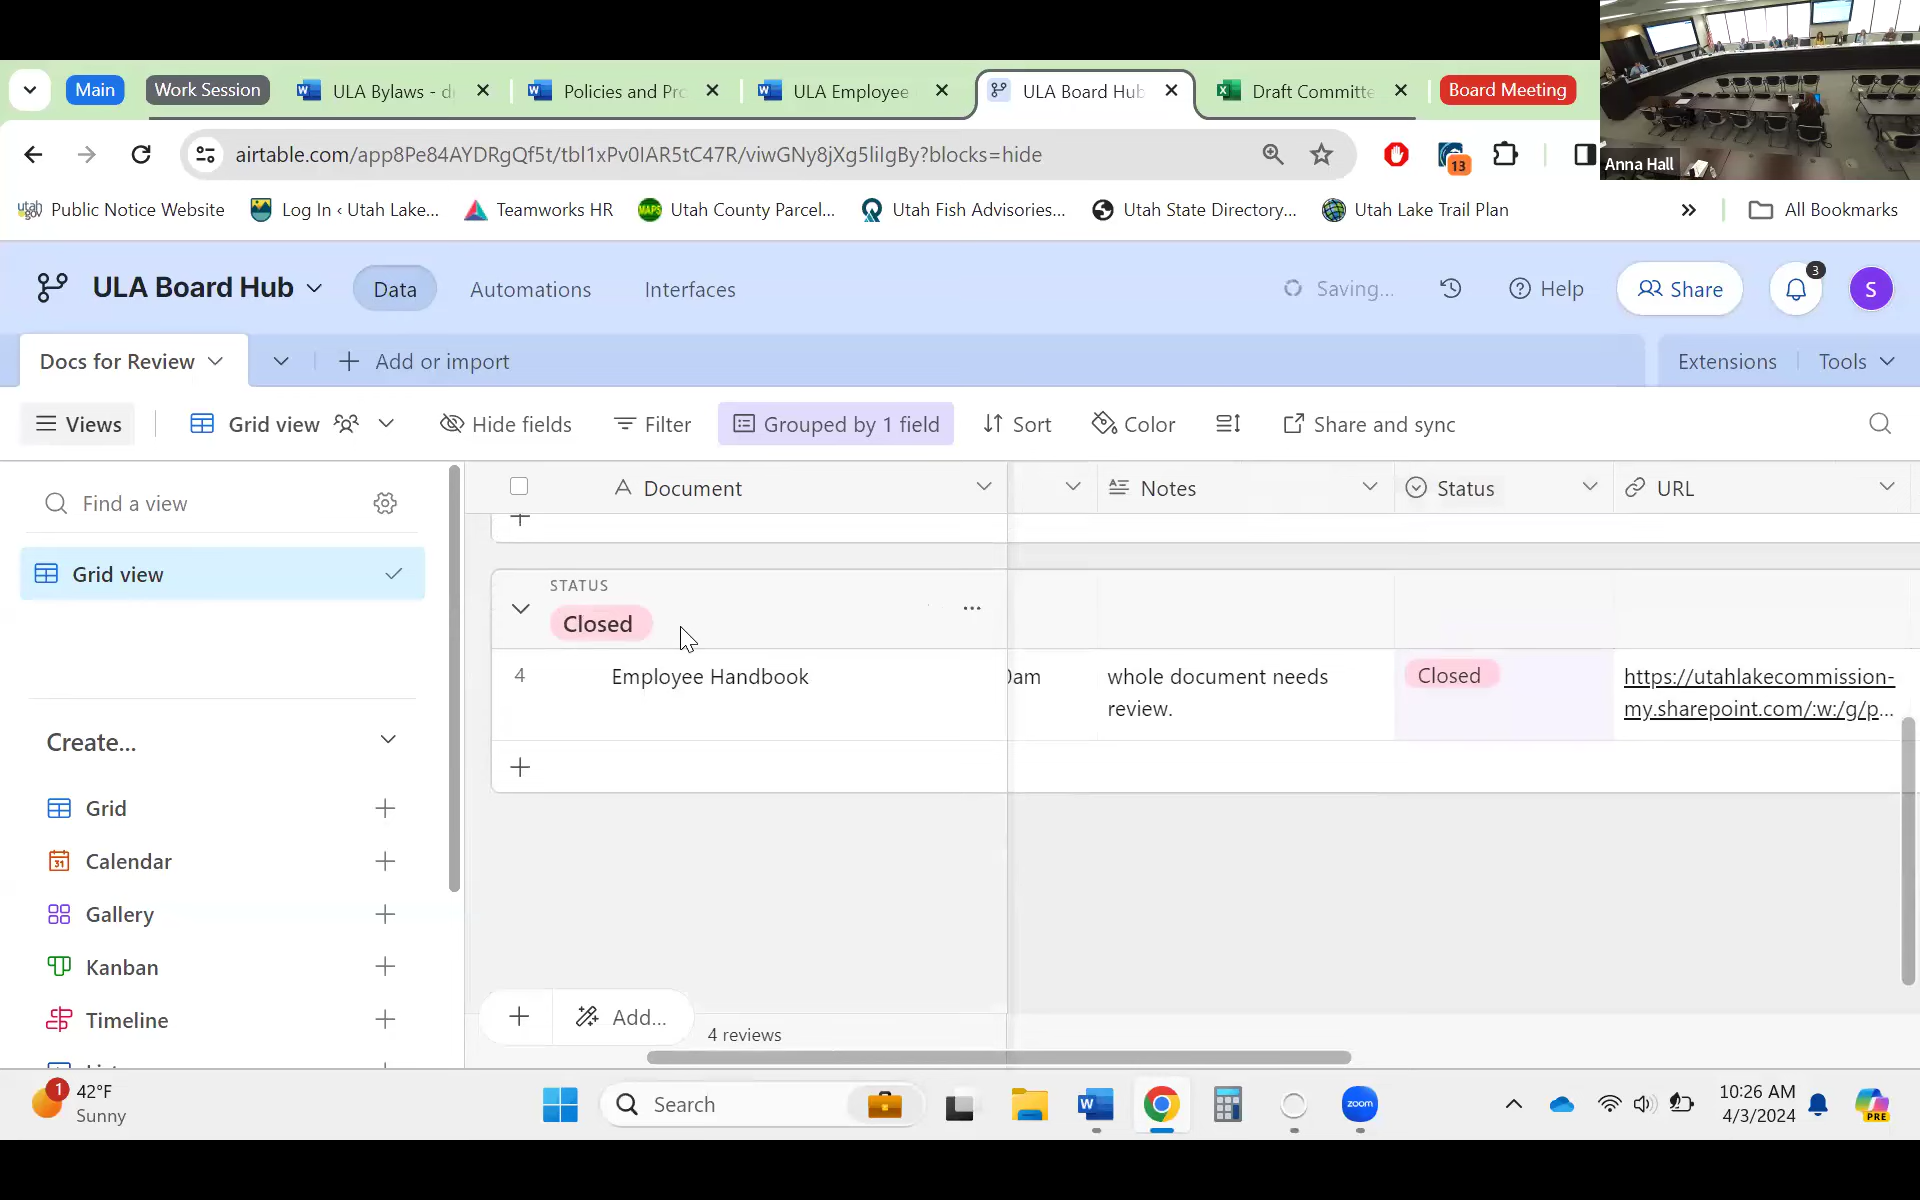 Main
Work Session
ULA Bylaws - d
Policies and Pro
ULA Employee
ULA Board Hub
Draft Committe
Board Meeting
airtable.com/app8Pe84AYDRgQf5t/tbl1xPv0IAR5tC47R/viwGNy8jXg5liIgBy?blocks=hide
13
Anna Hall
Public Notice Website
Log In ‹ Utah Lake...
Teamworks HR
MAPS
Utah County Parcel...
Utah Fish Advisories...
Utah State Directory...
Utah Lake Trail Plan
All Bookmarks
ULA Board Hub
Data
Automations
Interfaces
Saving...
Help
Share
3
S
Docs for Review
Add or import
Extensions
Tools
Views
Grid view
Hide fields
Filter
Grouped by 1 field
Sort
Color
Share and sync
Find a view
Document
Notes
Status
URL
Grid view
STATUS
Closed
4
Employee Handbook
0am
whole document needs
review.
Closed
https://utahlakecommission-
my.sharepoint.com/:w:/g/p...
Create...
Grid
Calendar
Gallery
Kanban
Timeline
Add...
4 reviews
1
42°F
Sunny
Search
zoom
10:26 AM
4/3/2024
PRE